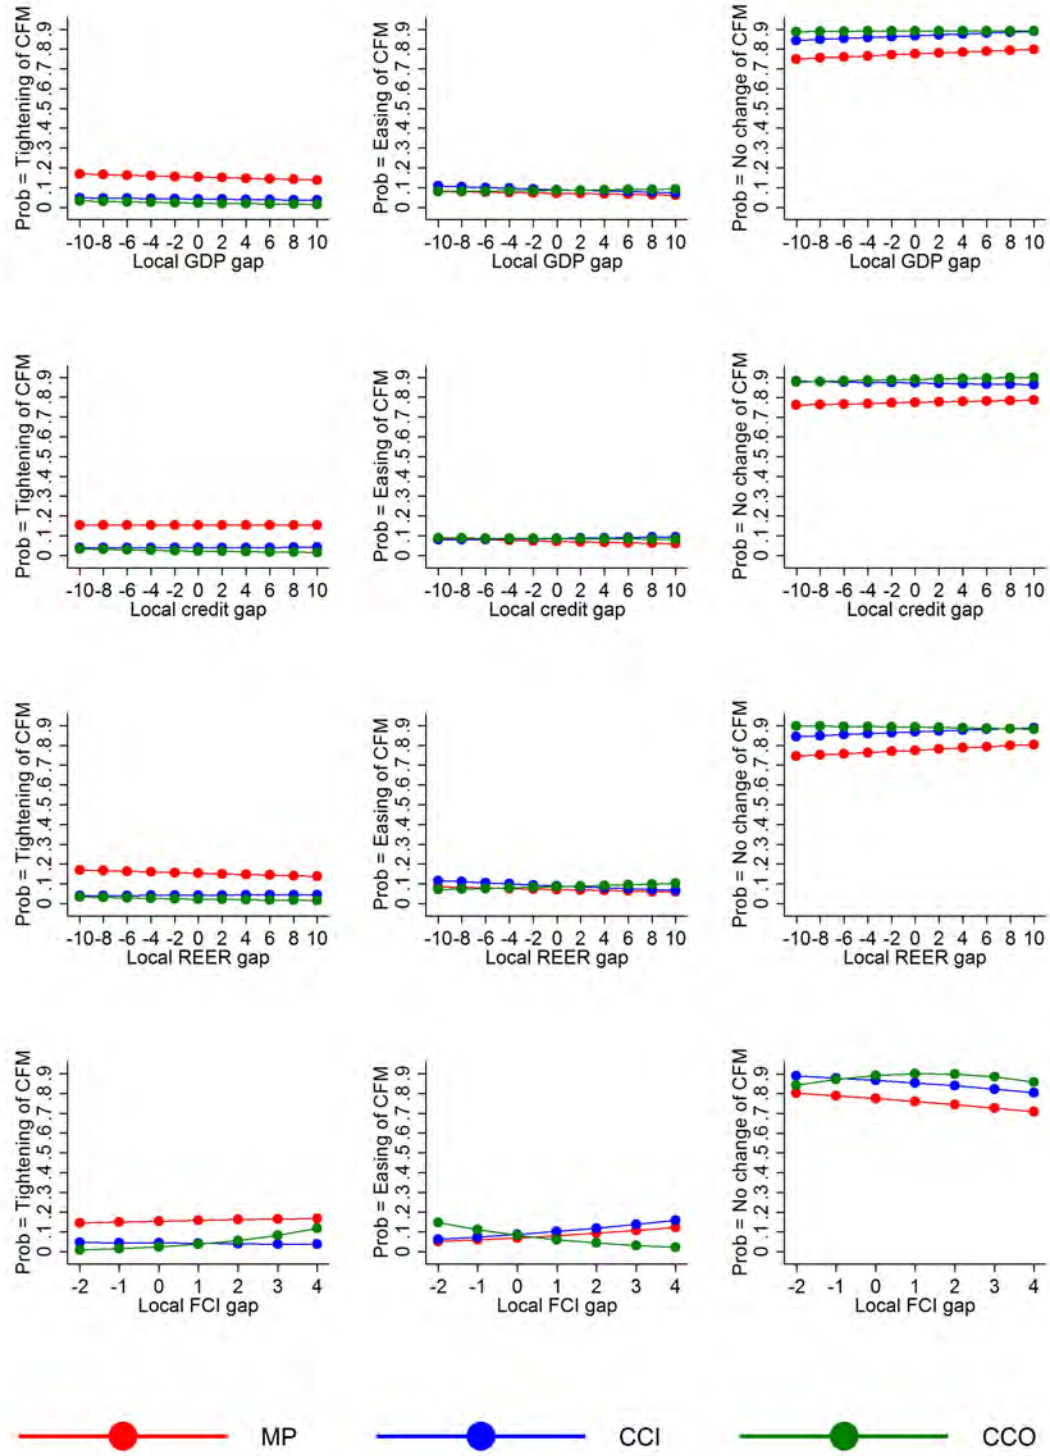 Prob = Tightening of CFM
0 .1 .2 .3 .4 .5 .6 .7 .8 .9
-10 -8 -6 -4 -2 0 2 4 6 8 10
Local GDP gap
Prob = Easing of CFM
0 .1 .2 .3 .4 .5 .6 .7 .8 .9
-10 -8 -6 -4 -2 0 2 4 6 8 10
Local GDP gap
Prob = No change of CFM
0 .1 .2 .3 .4 .5 .6 .7 .8 .9
-10 -8 -6 -4 -2 0 2 4 6 8 10
Local GDP gap
Prob = Tightening of CFM
0 .1 .2 .3 .4 .5 .6 .7 .8 .9
-10 -8 -6 -4 -2 0 2 4 6 8 10
Local credit gap
Prob = Easing of CFM
0 .1 .2 .3 .4 .5 .6 .7 .8 .9
-10 -8 -6 -4 -2 0 2 4 6 8 10
Local credit gap
Prob = No change of CFM
0 .1 .2 .3 .4 .5 .6 .7 .8 .9
-10 -8 -6 -4 -2 0 2 4 6 8 10
Local credit gap
Prob = Tightening of CFM
0 .1 .2 .3 .4 .5 .6 .7 .8 .9
-10 -8 -6 -4 -2 0 2 4 6 8 10
Local REER gap
Prob = Easing of CFM
0 .1 .2 .3 .4 .5 .6 .7 .8 .9
-10 -8 -6 -4 -2 0 2 4 6 8 10
Local REER gap
Prob = No change of CFM
0 .1 .2 .3 .4 .5 .6 .7 .8 .9
-10 -8 -6 -4 -2 0 2 4 6 8 10
Local REER gap
Prob = Tightening of CFM
0 .1 .2 .3 .4 .5 .6 .7 .8 .9
-2 -1 0 1 2 3 4
Local FCI gap
Prob = Easing of CFM
0 .1 .2 .3 .4 .5 .6 .7 .8 .9
-2 -1 0 1 2 3 4
Local FCI gap
Prob = No change of CFM
0 .1 .2 .3 .4 .5 .6 .7 .8 .9
-2 -1 0 1 2 3 4
Local FCI gap
MP CCI CCO